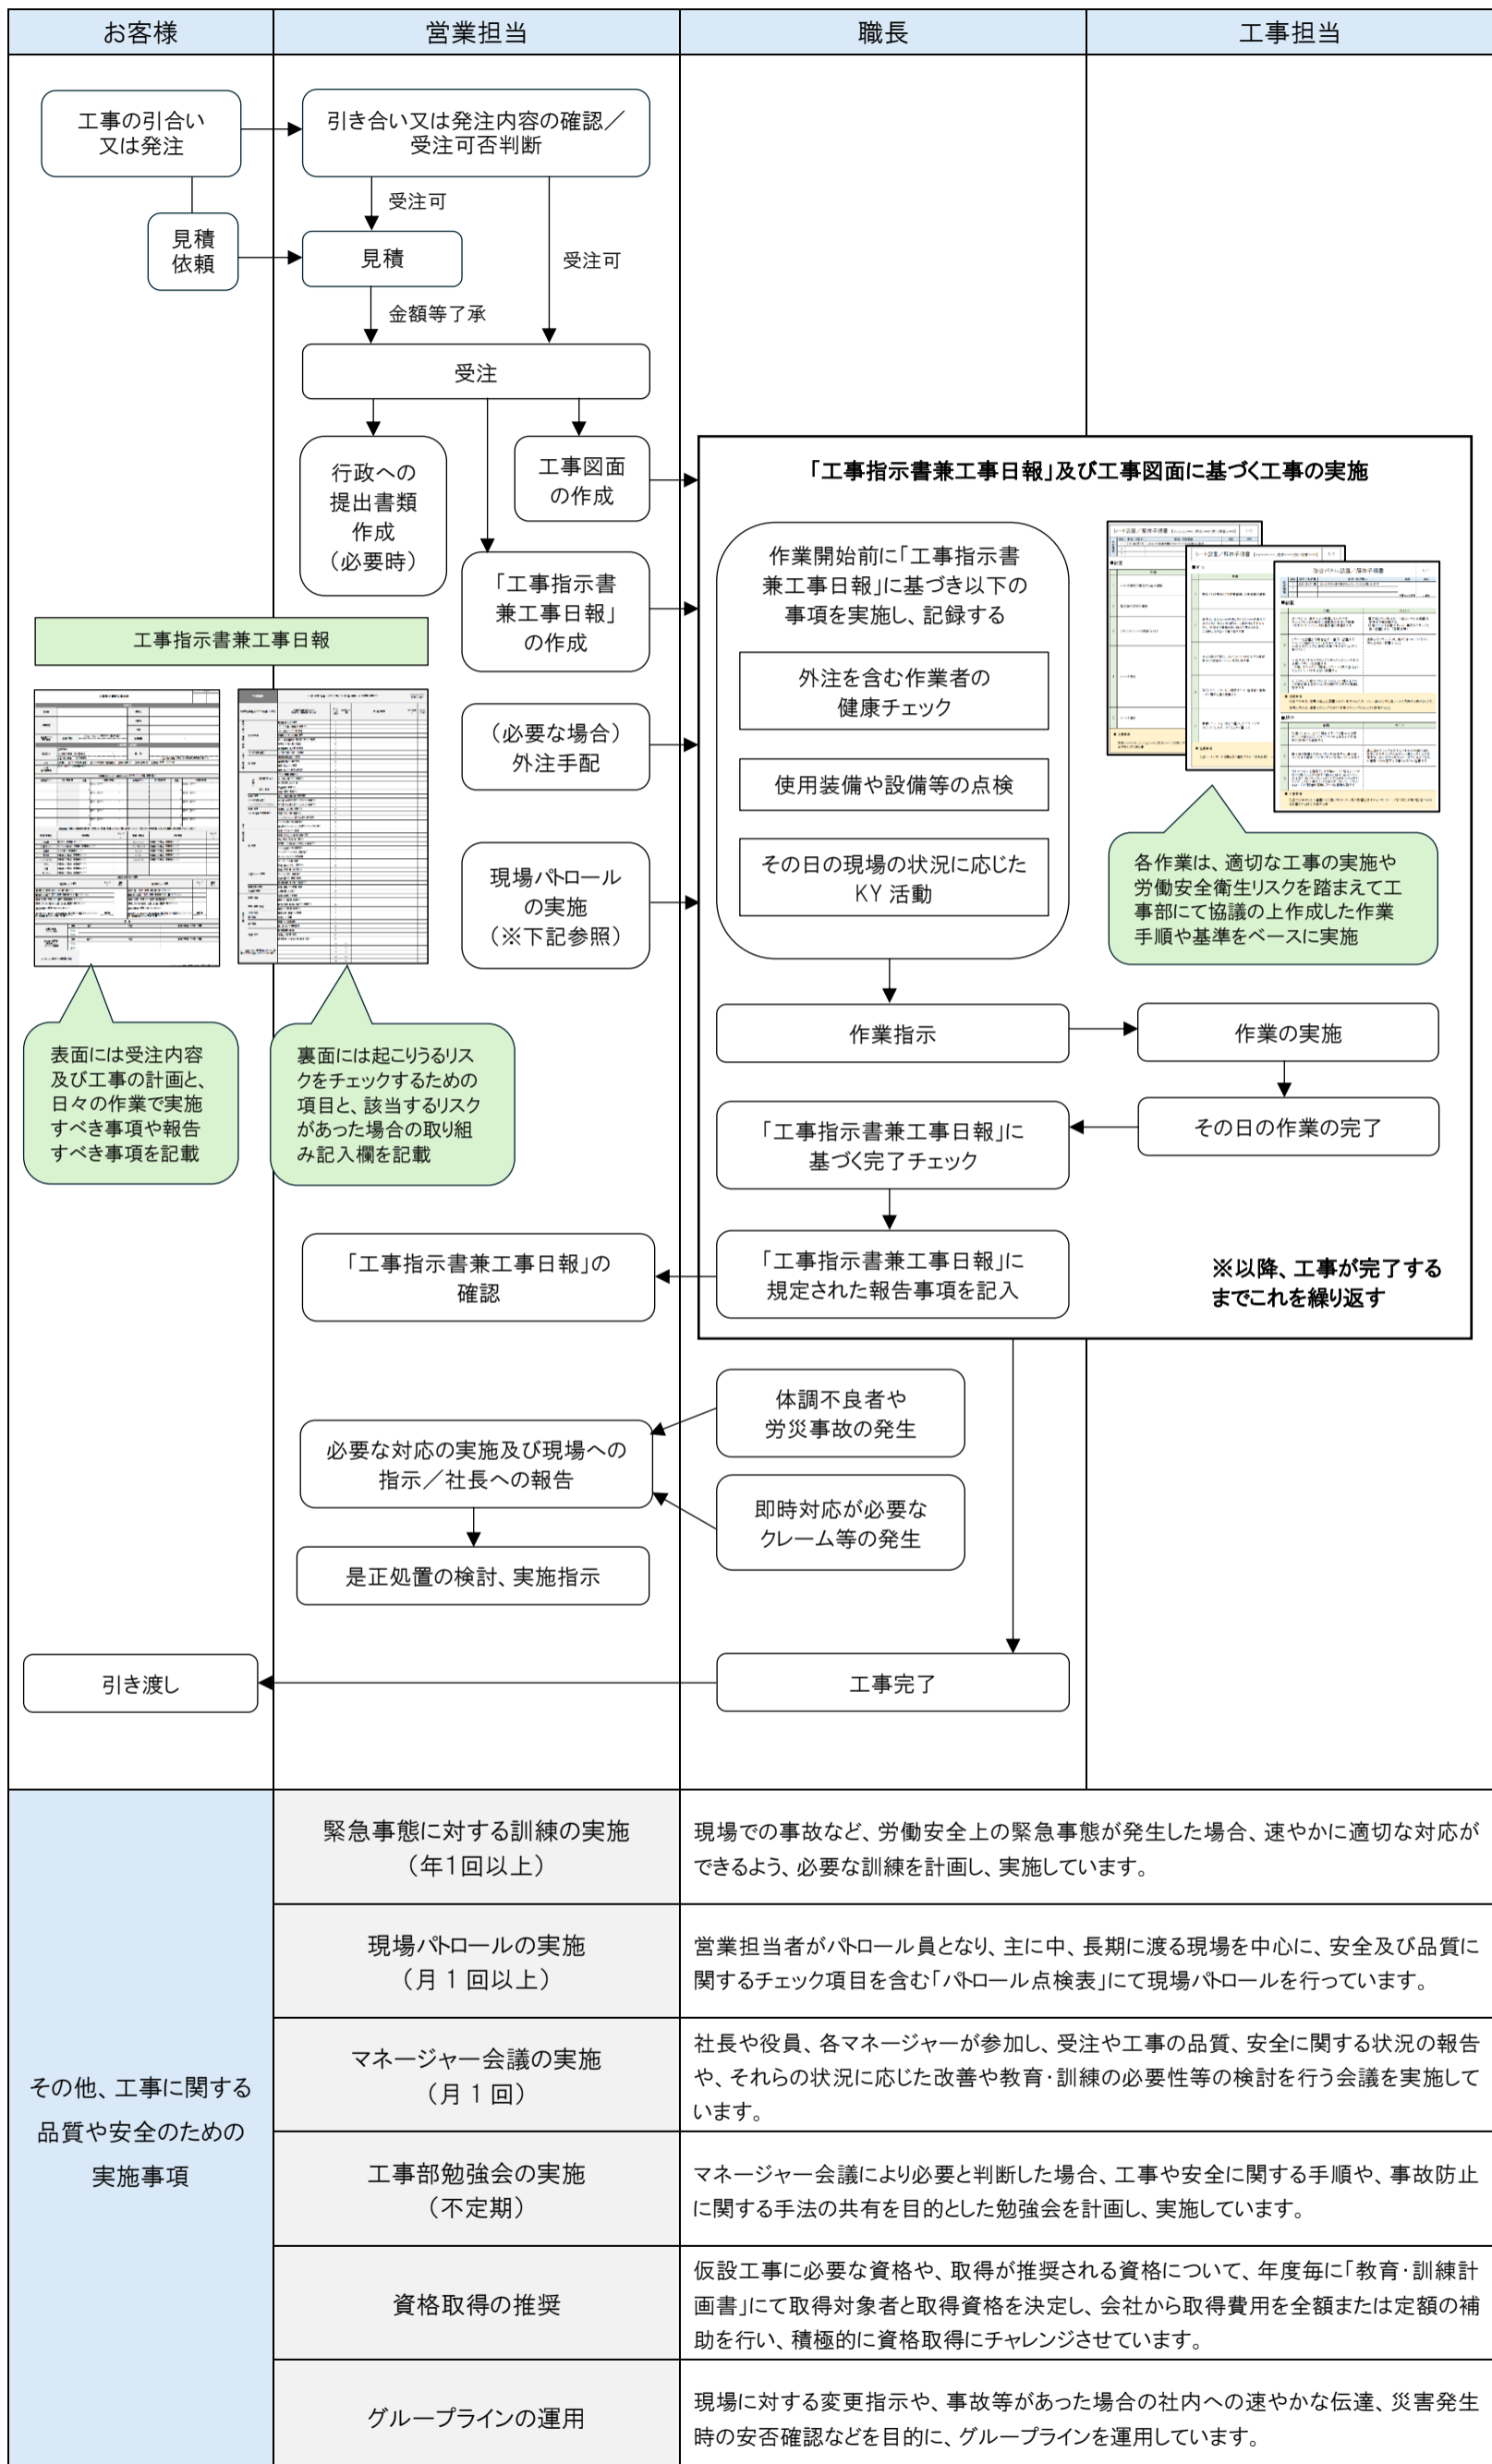 お客様
営業担当
職長
工事担当
工事の引合い
又は発注
引き合い又は発注内容の確認／
受注可否判断
受注可
見積
依頼
見積
受注可
金額等了承
受注
行政への
提出書類
作成
（必要時）
工事図面
の作成
「工事指示書
兼工事日報」
の作成
（必要な場合）
外注手配
現場パトロール
の実施
（※下記参照）
工事指示書兼工事日報
表面には受注内容
及び工事の計画と、
日々の作業で実施
すべき事項や報告
すべき事項を記載
裏面には起こりうるリス
クをチェックするための
項目と、該当するリスク
があった場合の取り組
み記入欄を記載
「工事指示書兼工事日報」及び工事図面に基づく工事の実施
作業開始前に「工事指示書
兼工事日報」に基づき以下の
事項を実施し、記録する
外注を含む作業者の
健康チェック
使用装備や設備等の点検
その日の現場の状況に応じた
KY 活動
各作業は、適切な工事の実施や
労働安全衛生リスクを踏まえて工
事部にて協議の上作成した作業
手順や基準をベースに実施
作業指示
作業の実施
その日の作業の完了
「工事指示書兼工事日報」に
基づく完了チェック
「工事指示書兼工事日報」に
規定された報告事項を記入
※以降、工事が完了する
までこれを繰り返す
「工事指示書兼工事日報」の
確認
体調不良者や
労災事故の発生
必要な対応の実施及び現場への
指示／社長への報告
即時対応が必要な
クレーム等の発生
是正処置の検討、実施指示
引き渡し
工事完了
その他、工事に関する
品質や安全のための
実施事項
緊急事態に対する訓練の実施
（年1回以上）
現場での事故など、労働安全上の緊急事態が発生した場合、速やかに適切な対応が
できるよう、必要な訓練を計画し、実施しています。
現場パトロールの実施
（月 1 回以上）
営業担当者がパトロール員となり、主に中、長期に渡る現場を中心に、安全及び品質に
関するチェック項目を含む「パトロール点検表」にて現場パトロールを行っています。
マネージャー会議の実施
（月 1 回）
社長や役員、各マネージャーが参加し、受注や工事の品質、安全に関する状況の報告
や、それらの状況に応じた改善や教育・訓練の必要性等の検討を行う会議を実施して
います。
工事部勉強会の実施
（不定期）
マネージャー会議により必要と判断した場合、工事や安全に関する手順や、事故防止
に関する手法の共有を目的とした勉強会を計画し、実施しています。
資格取得の推奨
仮設工事に必要な資格や、取得が推奨される資格について、年度毎に「教育・訓練計
画書」にて取得対象者と取得資格を決定し、会社から取得費用を全額または定額の補
助を行い、積極的に資格取得にチャレンジさせています。
グループラインの運用
現場に対する変更指示や、事故等があった場合の社内への速やかな伝達、災害発生
時の安否確認などを目的に、グループラインを運用しています。